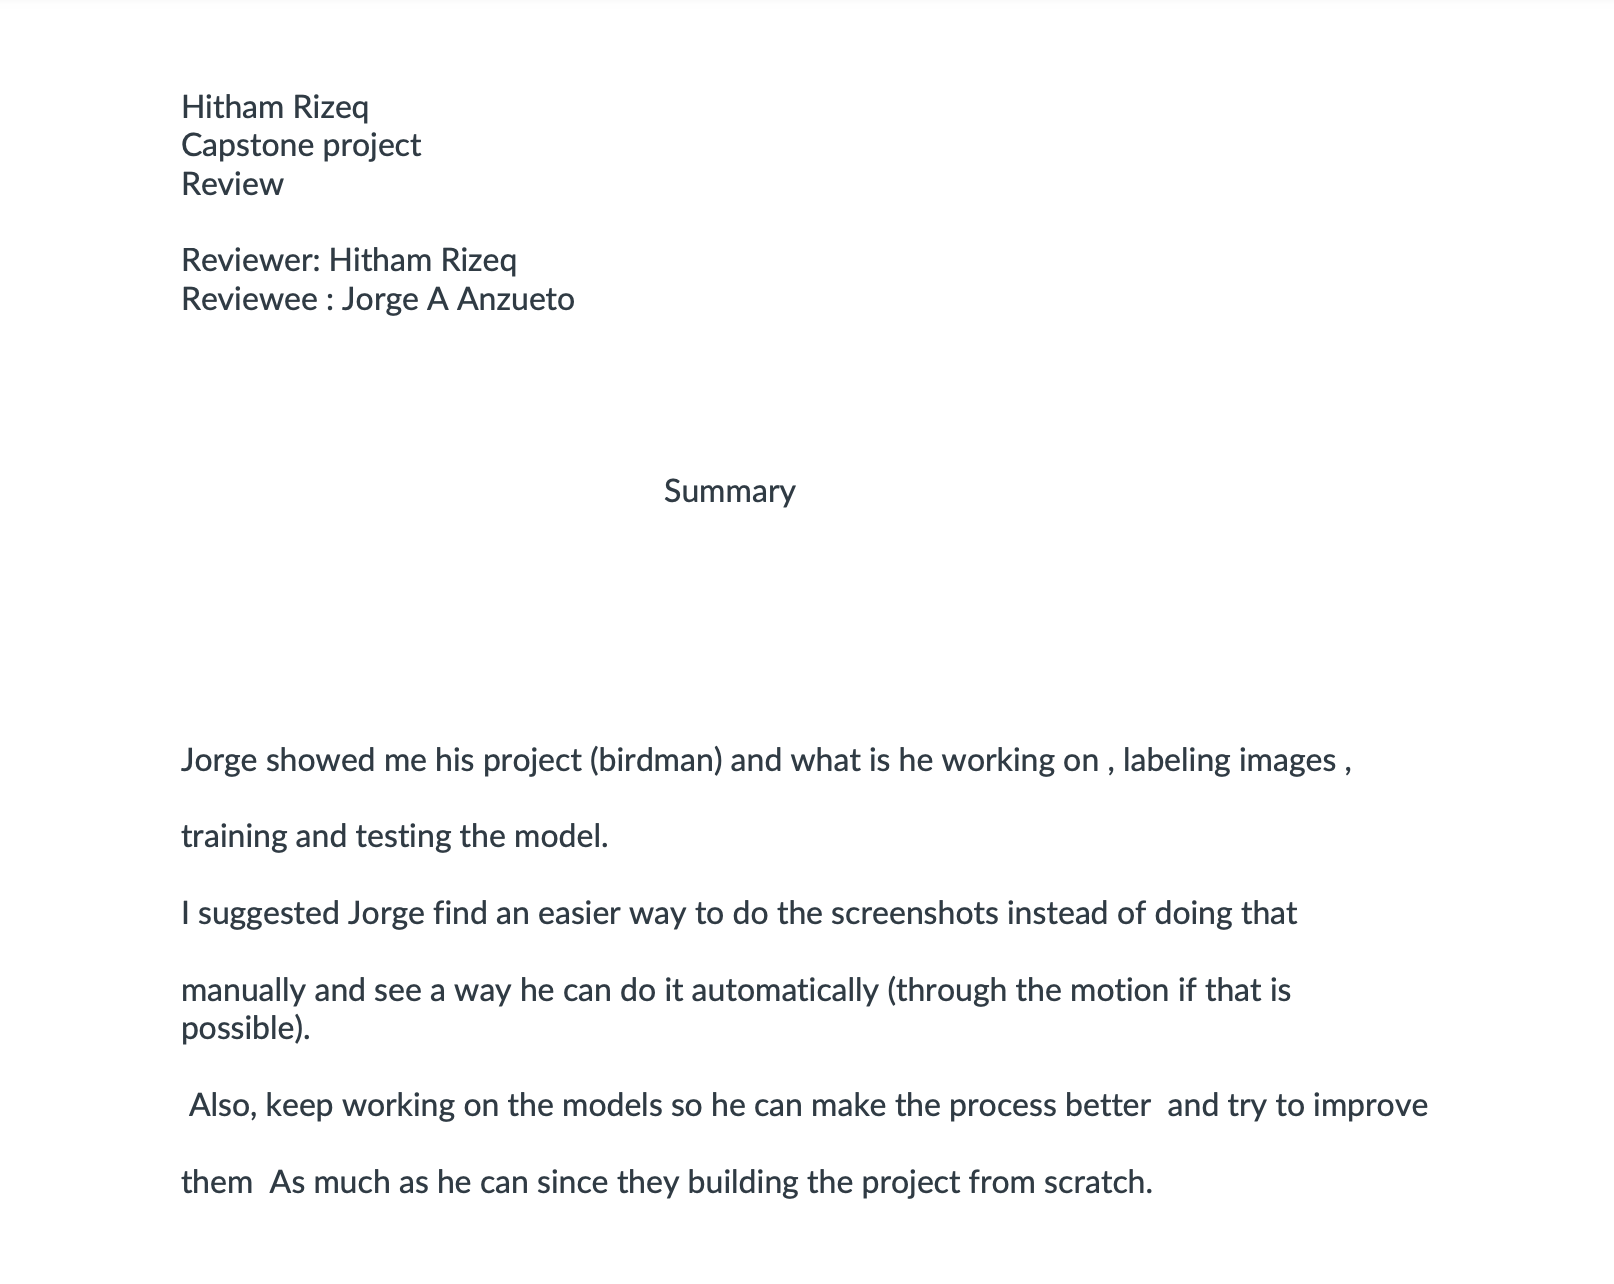 Hitham Rizeq
Capstone project
Review
Reviewer: Hitham Rizeq
Reviewee : Jorge A Anzueto
Summary
Jorge showed me his project (birdman) and what is he working on , labeling images ,
training and testing the model.
I suggested Jorge find an easier way to do the screenshots instead of doing that
manually and see a way he can do it automatically (through the motion if that is
possible).
Also, keep working on the models so he can make the process better  and try to improve
them  As much as he can since they building the project from scratch.